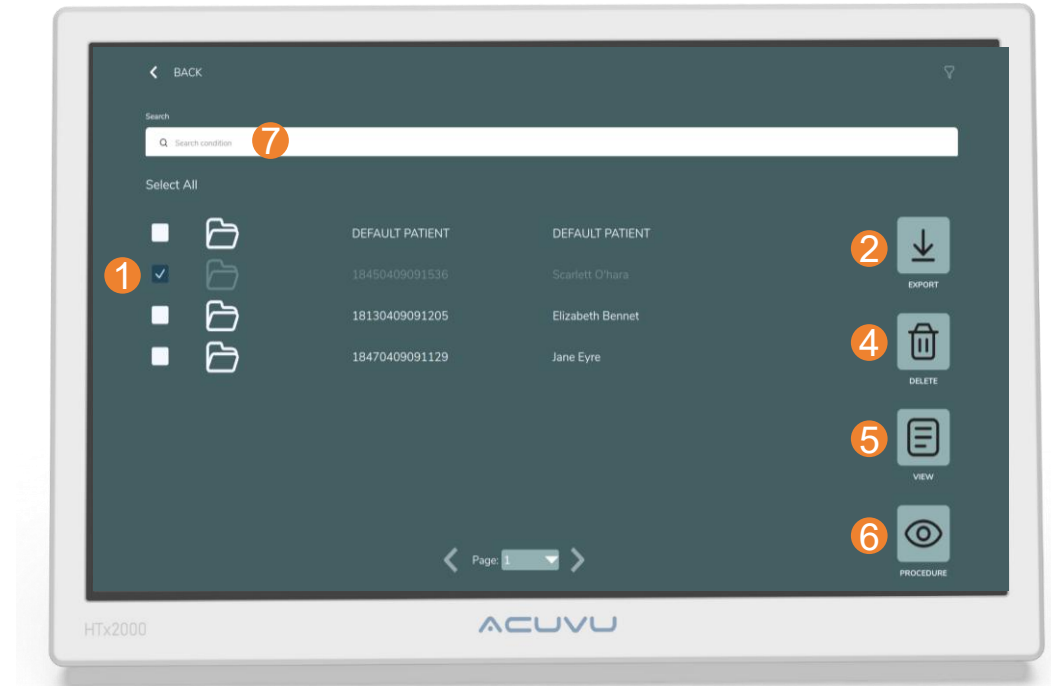 BACK
Search
Search condition 7
Select All
DEFAULT PATIENT DEFAULT PATIENT
1 18450409091536 Scarlett O'hara
2 EXPORT
18130409091205 Elizabeth Bennet
18470409091129 Jane Eyre
4 DELETE
5 VIEW
6 PROCEDURE
Page: 1
HTx2000
ACUVU